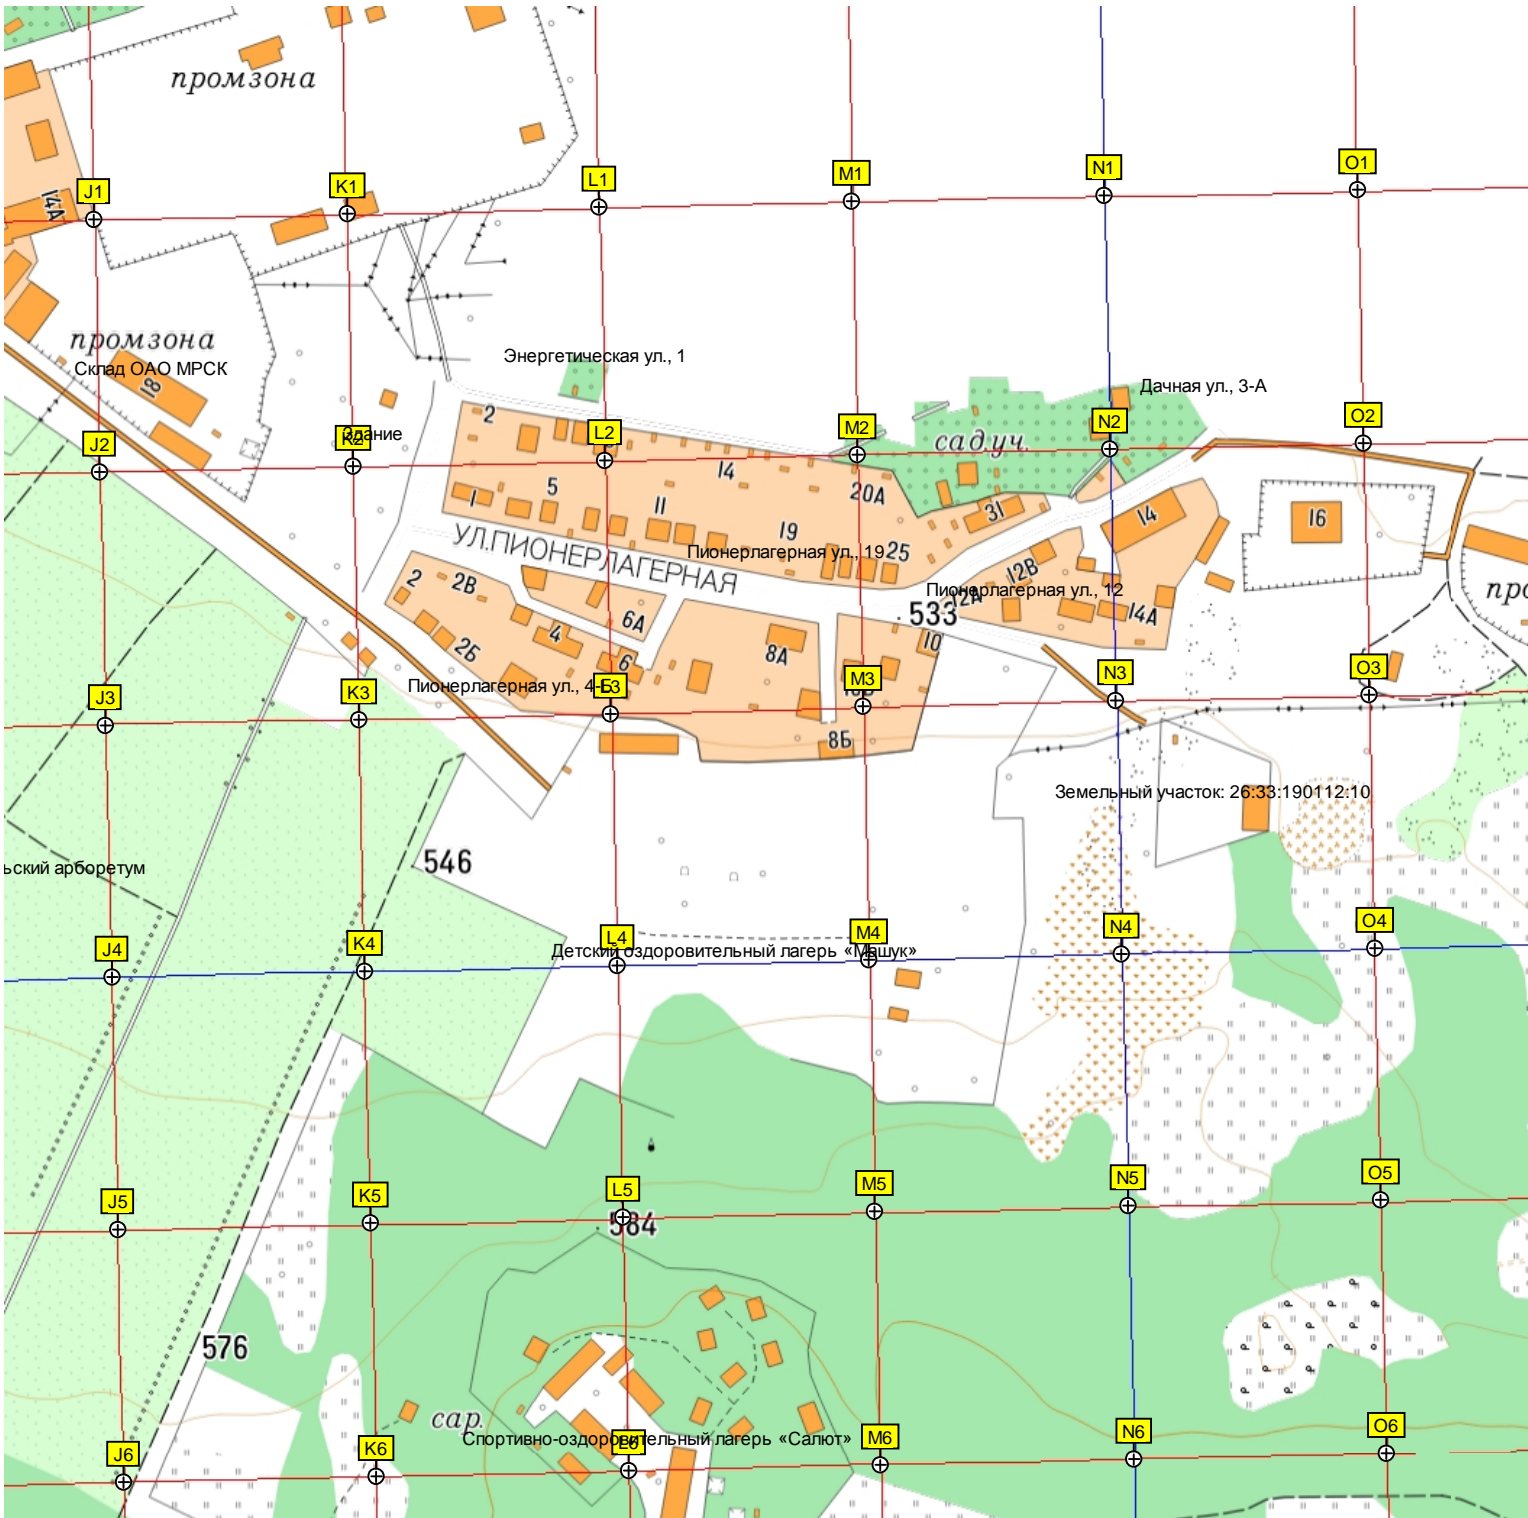 промзона
O1
N1
M1
L1
K1
J1
14А
промзона
Склад ОАО МРСК
18
Энергетическая ул., 1
Дачная ул., 3-А
2
O2
N2
M2
L2
Здание
J2
сад.уч.
14
5
20А
1
11
31
14
16
19
25
УЛ.ПИОНЕРЛАГЕРНАЯ
Пионерлагерная ул., 19
12В
2
2В
12А
Пионерлагерная ул., 12
14А
533
6А
4
2Б
8А
10
6
O3
N3
M3
K3
J3
Пионерлагерная ул., 4-Б
8Б
Земельный участок: 26:33:190112:10
546
ьский арборетум
O4
N4
M4
L4
K4
J4
Детский оздоровительный лагерь «Машук»
O5
N5
M5
L5
K5
J5
584
576
сар.
O6
N6
M6
L6
K6
J6
Спортивно-оздоровительный лагерь «Салют»